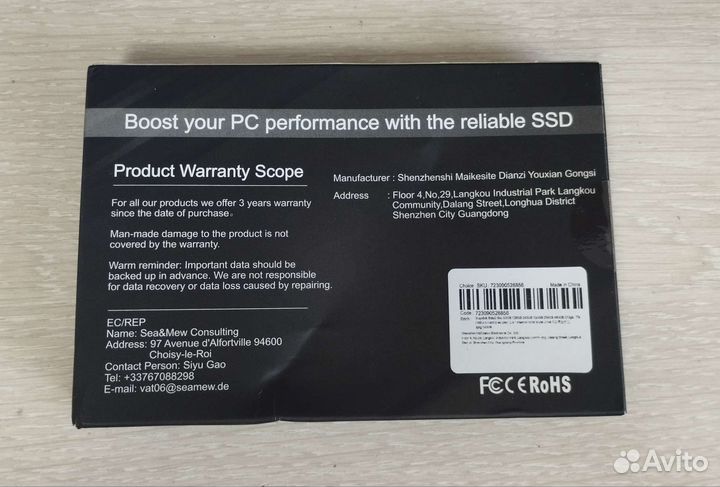 Boost your PC performance with the reliable SSD
Product Warranty Scope
For all our products we offer 3 years warranty
since the date of purchase。
Man-made damage to the product is not
covered by the warranty.
Warm reminder: Important data should be
backed up in advance. We are not responsible
for data recovery or data loss caused by repairing.
EC/REP
Name: Sea&Mew Consulting
Address: 97 Avenue d'Alfortville 94600
Choisy-le-Roi
Contact Person: Siyu Gao
Tel: +33767088298
E-mail: vat06@seamew.de
Manufacturer : Shenzhenshi Maikesite Dianzi Youxian Gongsi
Address : Floor 4,No,29,Langkou Industrial Park Langkou
Community,Dalang Street,Longhua District
Shenzhen City Guangdong
Choice SKU: 723090526858 Made in China
Code: 723090526858
FC CE RoHS
Avito